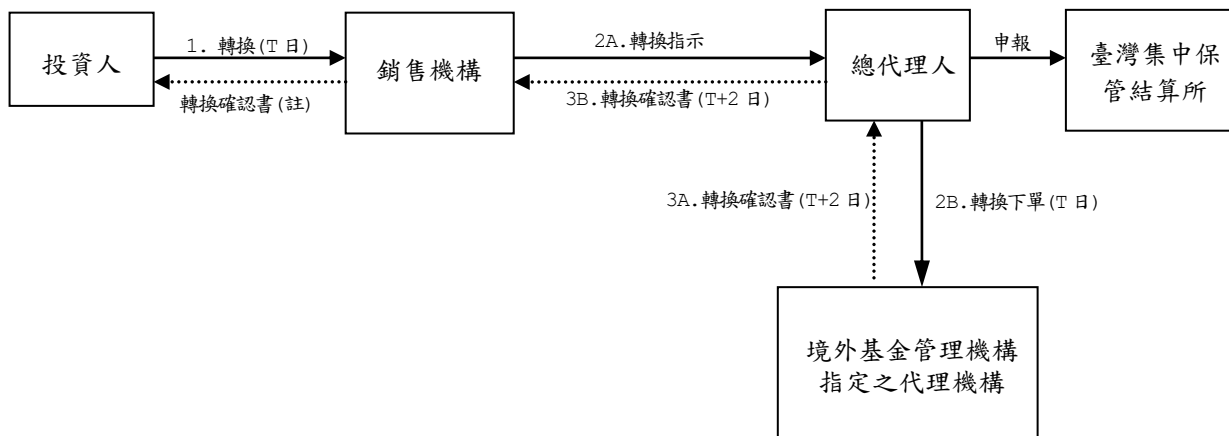 投資人
1. 轉換(T 日)
轉換確認書(註)
銷售機構
2A.轉換指示
3B.轉換確認書(T+2 日)
總代理人
申報
臺灣集中保
管結算所
3A.轉換確認書(T+2 日)
2B.轉換下單(T 日)
境外基金管理機構
指定之代理機構